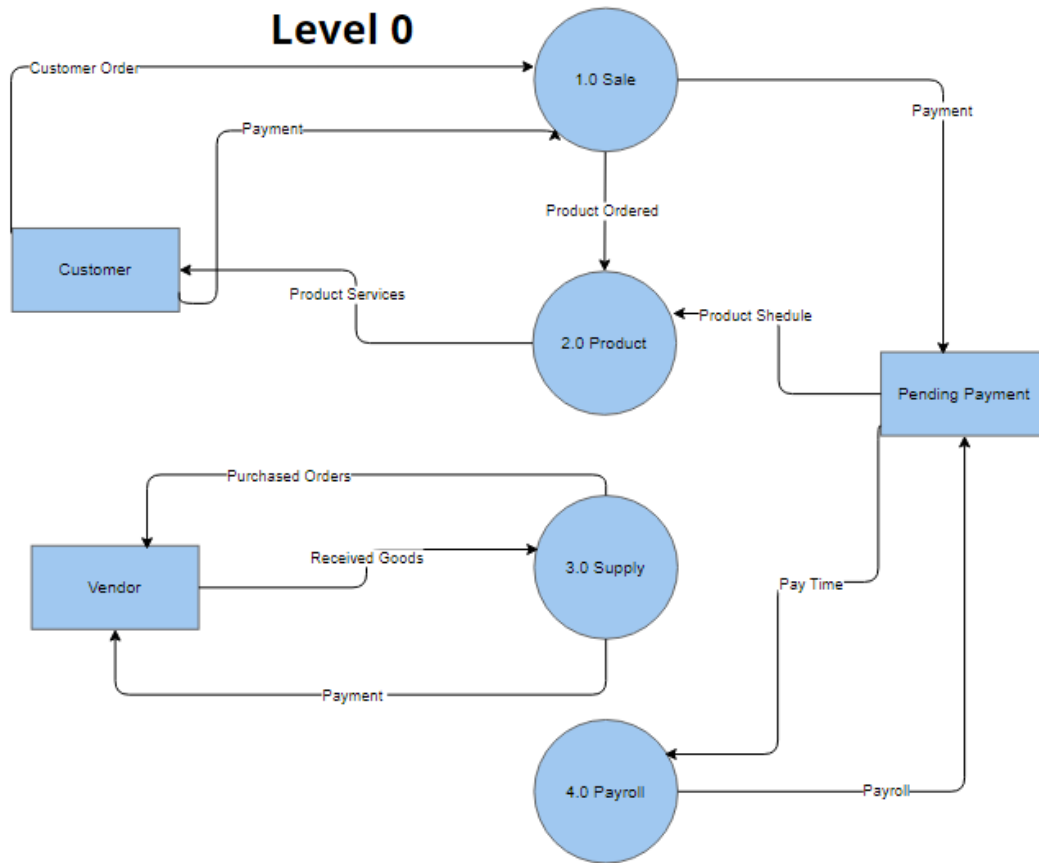 Level 0
Customer Order
1.0 Sale
Payment
Payment
Product Ordered
Customer
Product Services
2.0 Product
Product Shedule
Pending Payment
Purchased Orders
Received Goods
Vendor
3.0 Supply
Pay Time
Payment
4.0 Payroll
Payroll